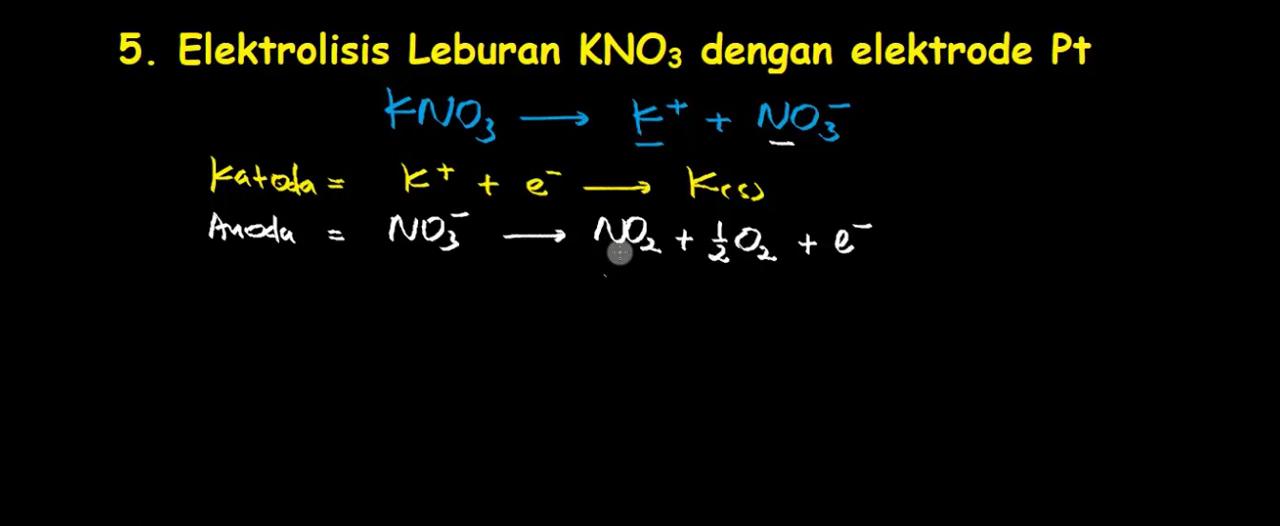 5. Elektrolisis Leburan KNO₃ dengan elektrode Pt
KNO₃ → K⁺ + NO₃⁻
Katoda = K⁺ + e⁻ → K(s)
Anoda = NO₃⁻ → NO₂ + ½O₂ + e⁻